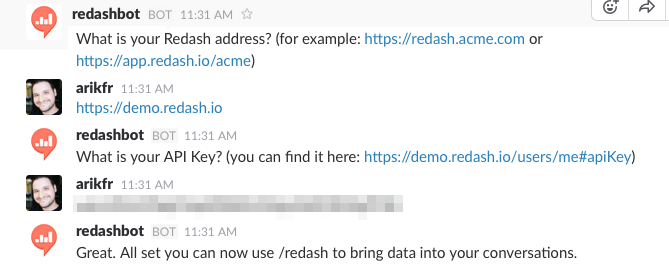 redashbot BOT 11:31 AM
What is your Redash address? (for example: https://redash.acme.com or
https://app.redash.io/acme)
arikfr 11:31 AM
https://demo.redash.io
redashbot BOT 11:31 AM
What is your API Key? (you can find it here: https://demo.redash.io/users/me#apiKey)
arikfr 11:31 AM
redashbot BOT 11:31 AM
Great. All set you can now use /redash to bring data into your conversations.